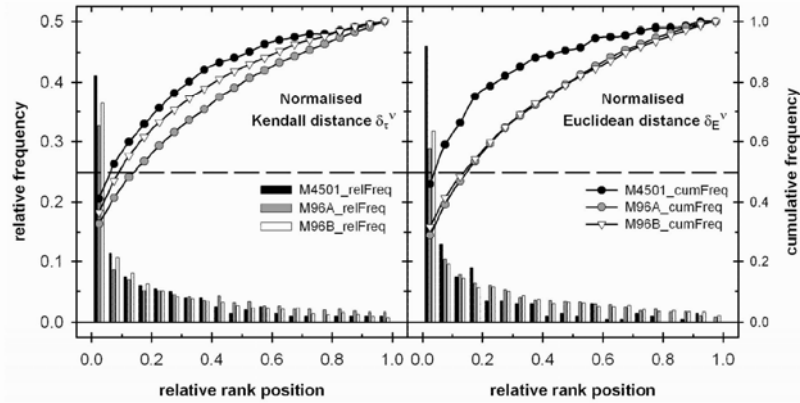 0.5
0.4
0.3
0.2
0.1
0.0
relative frequency
Normalised
Kendall distance δτ^ν
M4501_relFreq
M96A_relFreq
M96B_relFreq
0.0 0.2 0.4 0.6 0.8 1.0
relative rank position
Normalised
Euclidean distance δE^ν
M4501_cumFreq
M96A_cumFreq
M96B_cumFreq
0.0 0.2 0.4 0.6 0.8 1.0
relative rank position
1.0
0.8
0.6
0.4
0.2
0.0
cumulative frequency